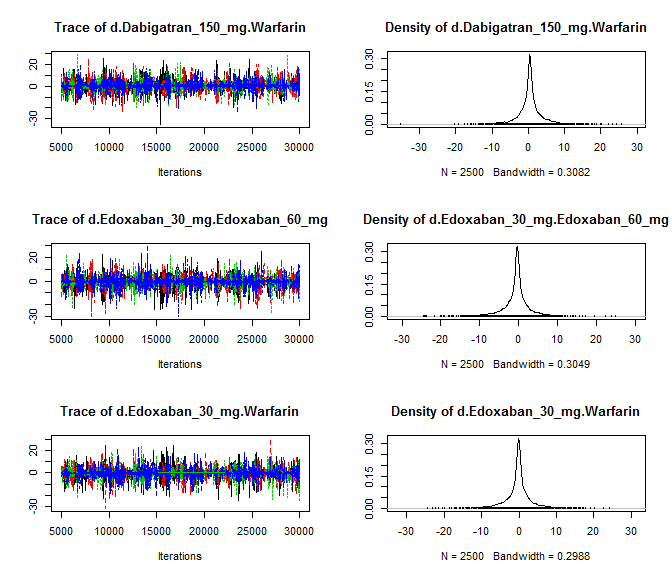 Trace of d.Dabigatran_150_mg.Warfarin
20
0
-30
5000 10000 15000 20000 25000 30000
Iterations
Density of d.Dabigatran_150_mg.Warfarin
0.30
0.15
0.00
-30 -20 -10 0 10 20 30
N = 2500 Bandwidth = 0.3082
Trace of d.Edoxaban_30_mg.Edoxaban_60_mg
20
0
-30
5000 10000 15000 20000 25000 30000
Iterations
Density of d.Edoxaban_30_mg.Edoxaban_60_mg
0.30
0.15
0.00
-30 -20 -10 0 10 20 30
N = 2500 Bandwidth = 0.3049
Trace of d.Edoxaban_30_mg.Warfarin
20
0
-30
5000 10000 15000 20000 25000 30000
Iterations
Density of d.Edoxaban_30_mg.Warfarin
0.30
0.15
0.00
-30 -20 -10 0 10 20 30
N = 2500 Bandwidth = 0.2988